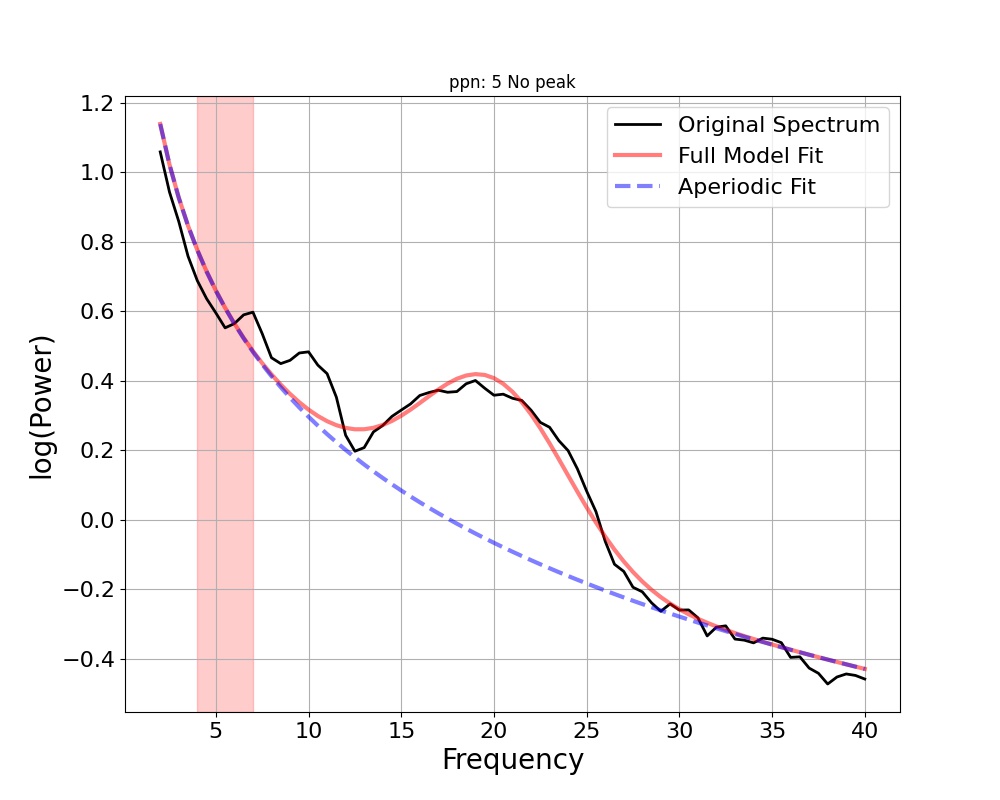 ppn: 5 No peak
Original Spectrum
Full Model Fit
Aperiodic Fit
log(Power)
1.2
1.0
0.8
0.6
0.4
0.2
0.0
−0.2
−0.4
5 10 15 20 25 30 35 40
Frequency